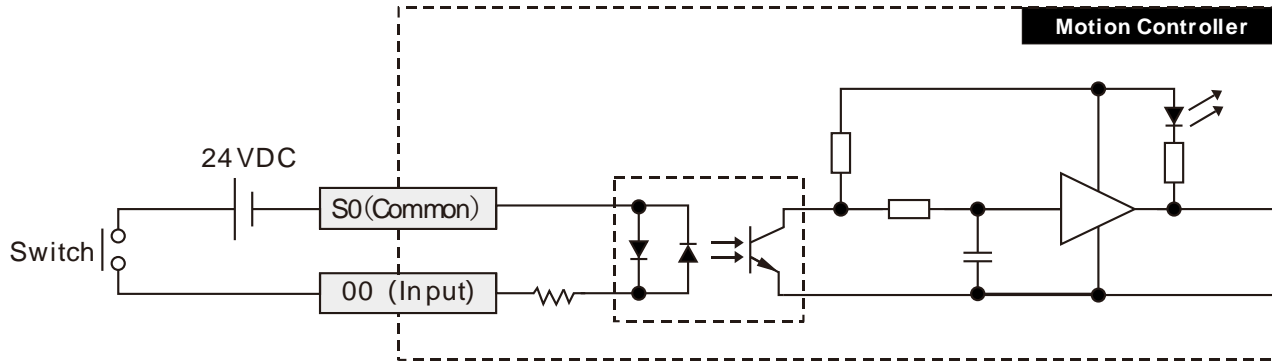 Motion Controller
24VDC
S0(Common)
Switch
00 (Input)